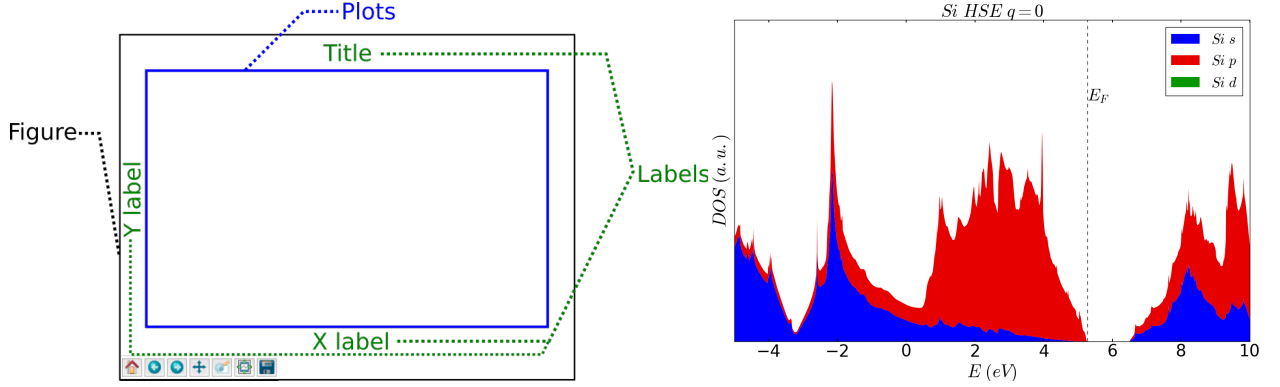 Plots
Title
Figure
Y label
Labels
X label
Si HSE q=0
Si s
Si p
Si d
E_F
DOS (a.u.)
−4 −2 0 2 4 6 8 10
E (eV)